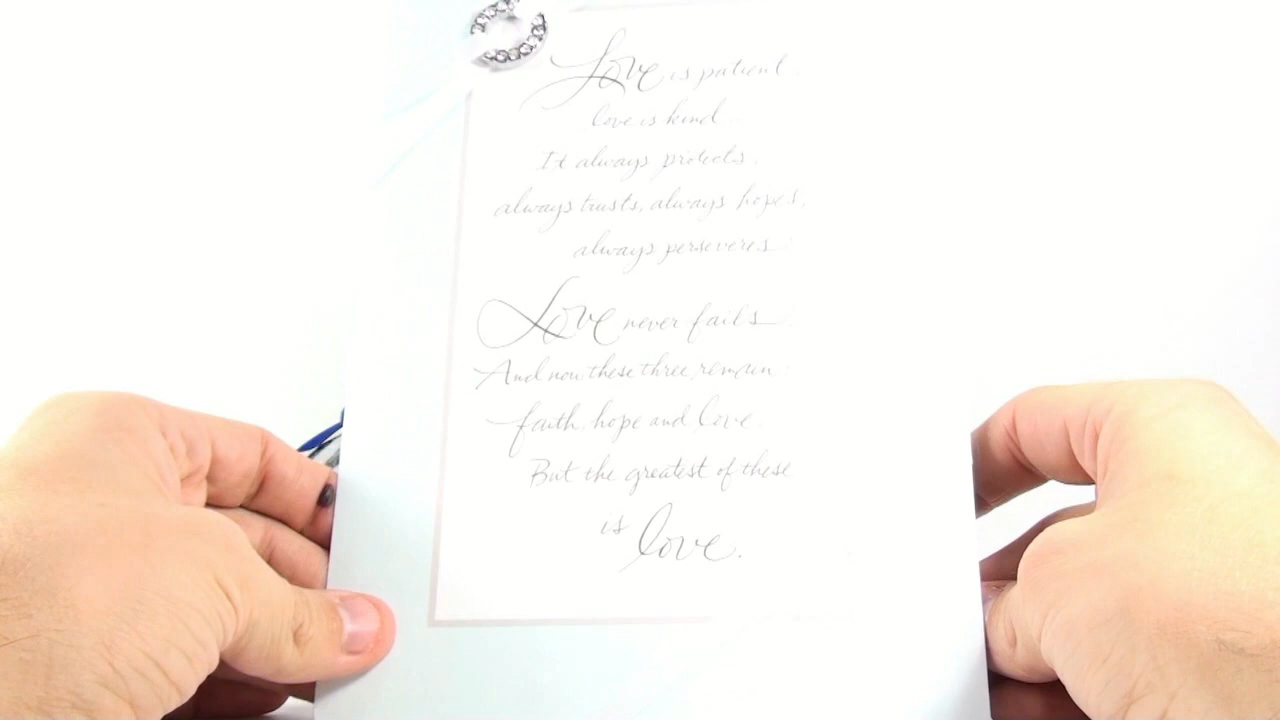 Love is patient
love is kind.
It always protects,
always trusts, always hopes,
always perseveres.
Love never fails.
And now these three remain
faith, hope and love.
But the greatest of these
is love.